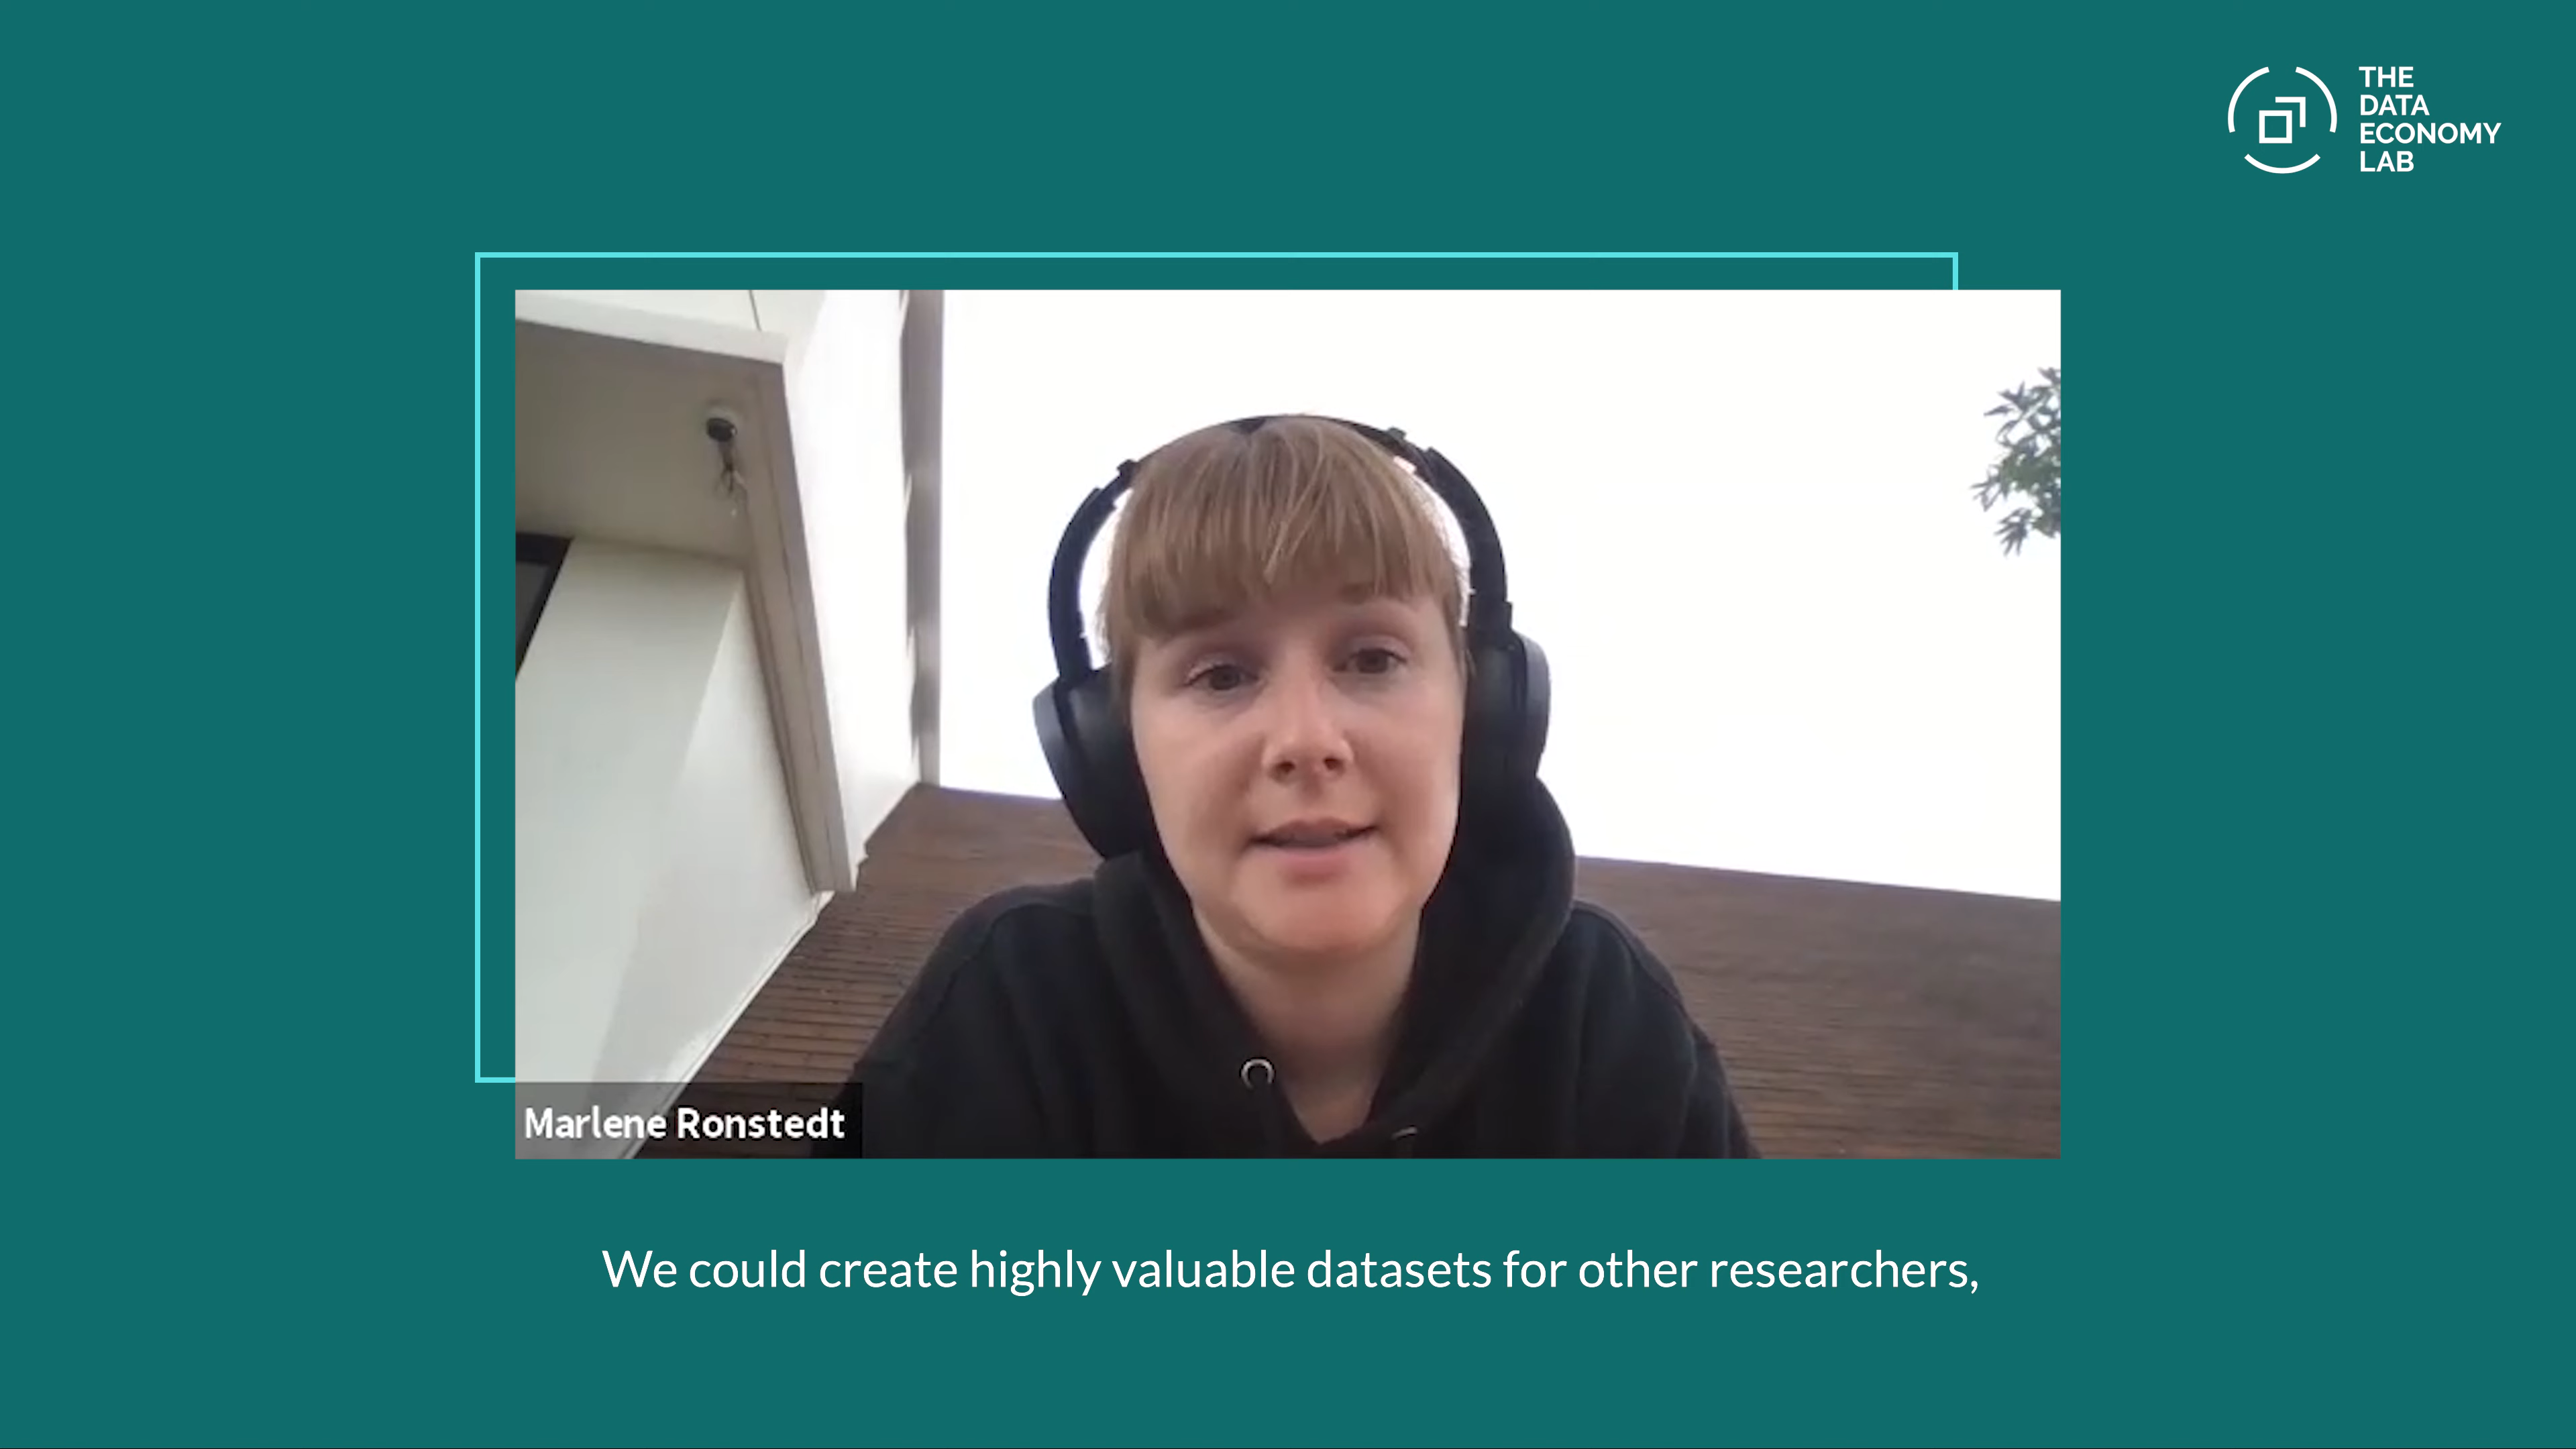 THE
DATA
ECONOMY
LAB
Marlene Ronstedt
We could create highly valuable datasets for other researchers,